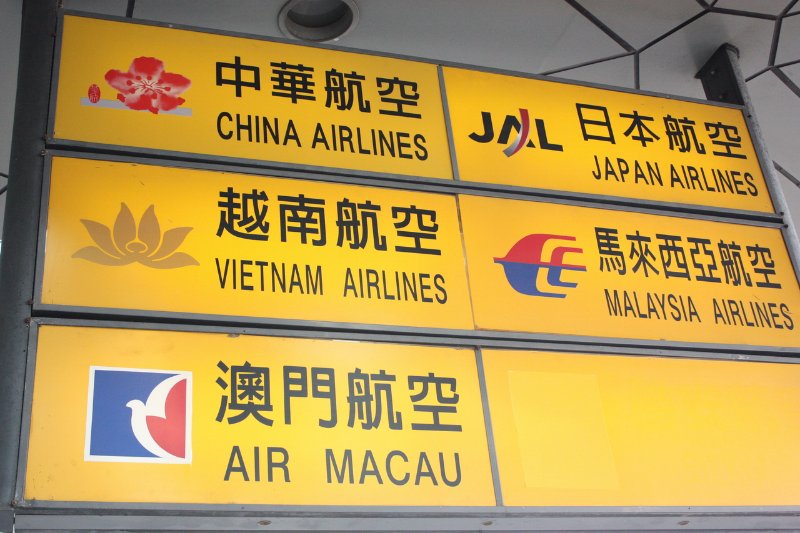 中華航空
CHINA AIRLINES
JAL
日本航空
JAPAN AIRLINES
越南航空
VIETNAM AIRLINES
馬來西亞航空
MALAYSIA AIRLINES
澳門航空
AIR MACAU